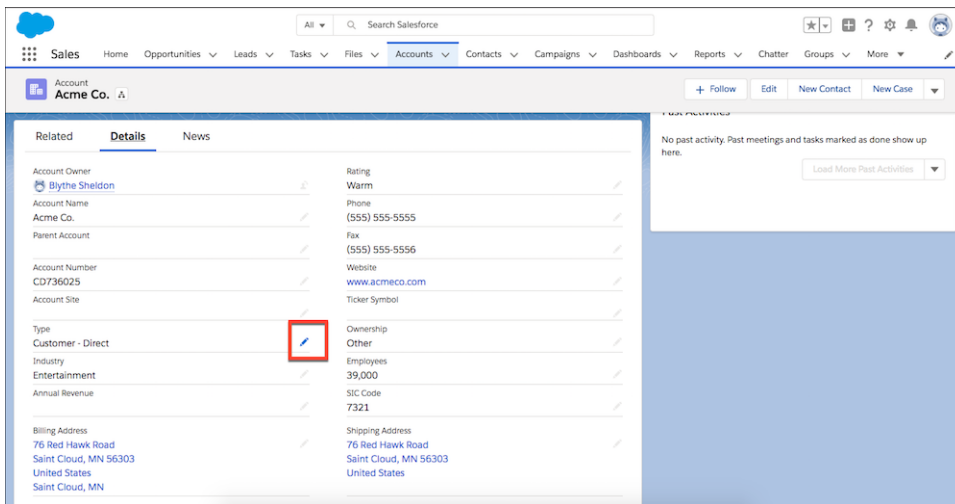 All
Search Salesforce
Sales
Home
Opportunities
Leads
Tasks
Files
Accounts
Contacts
Campaigns
Dashboards
Reports
Chatter
Groups
More
Account
Acme Co.
+ Follow
Edit
New Contact
New Case
Related
Details
News
Account Owner
Blythe Sheldon
Account Name
Acme Co.
Parent Account
Account Number
CD736025
Account Site
Type
Customer - Direct
Industry
Entertainment
Annual Revenue
Billing Address
76 Red Hawk Road
Saint Cloud, MN 56303
United States
Saint Cloud, MN
Rating
Warm
Phone
(555) 555-5555
Fax
(555) 555-5556
Website
www.acmeco.com
Ticker Symbol
Ownership
Other
Employees
39,000
SIC Code
7321
Shipping Address
76 Red Hawk Road
Saint Cloud, MN 56303
United States
Past Activities
No past activity. Past meetings and tasks marked as done show up
here.
Load More Past Activities